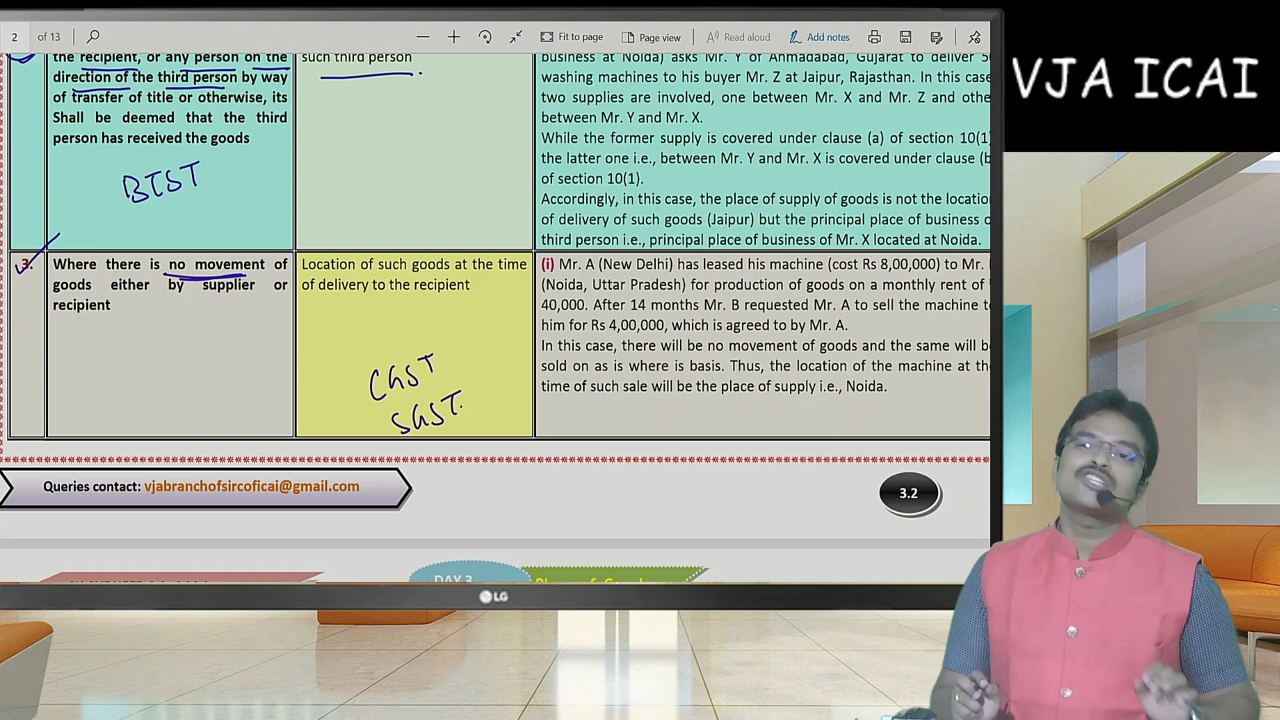 2 of 13
Fit to page
Page view
Read aloud
Add notes
VJA ICAI
the recipient, or any person on the
direction of the third person by way
of transfer of title or otherwise, its
Shall be deemed that the third
person has received the goods
BTST
such third person
business at Noida) asks Mr. Y of Ahmadabad, Gujarat to deliver
washing machines to his buyer Mr. Z at Jaipur, Rajasthan. In this case
two supplies are involved, one between Mr. X and Mr. Z and othe
between Mr. Y and Mr. X.
While the former supply is covered under clause (a) of section 10(1)
the latter one i.e., between Mr. Y and Mr. X is covered under clause (b
of section 10(1).
Accordingly, in this case, the place of supply of goods is not the locatio
of delivery of such goods (Jaipur) but the principal place of business o
third person i.e., principal place of business of Mr. X located at Noida.
3.
Where there is no movement of
goods either by supplier or
recipient
Location of such goods at the time
of delivery to the recipient
CGST
SGST.
(i) Mr. A (New Delhi) has leased his machine (cost Rs 8,00,000) to Mr.
(Noida, Uttar Pradesh) for production of goods on a monthly rent of
40,000. After 14 months Mr. B requested Mr. A to sell the machine t
him for Rs 4,00,000, which is agreed to by Mr. A.
In this case, there will be no movement of goods and the same will b
sold on as is where is basis. Thus, the location of the machine at th
time of such sale will be the place of supply i.e., Noida.
Queries contact: vjabranchofsircoficai@gmail.com
3.2
DAY 3
LG